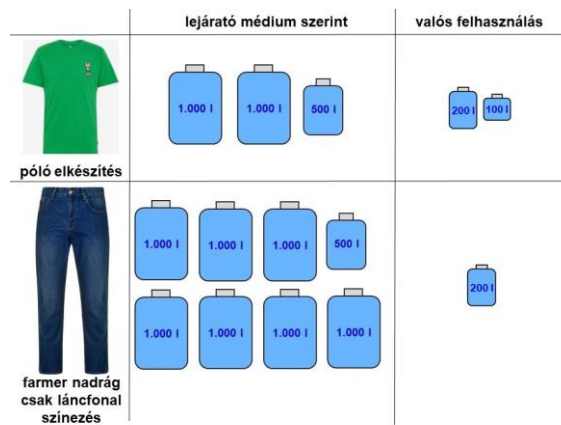 lejárató médium szerint
valós felhasználás
1.000 l
1.000 l
500 l
200 l
100 l
póló elkészítés
1.000 l
1.000 l
1.000 l
500 l
1.000 l
1.000 l
1.000 l
1.000 l
200 l
farmer nadrág
csak láncfonal
színezés